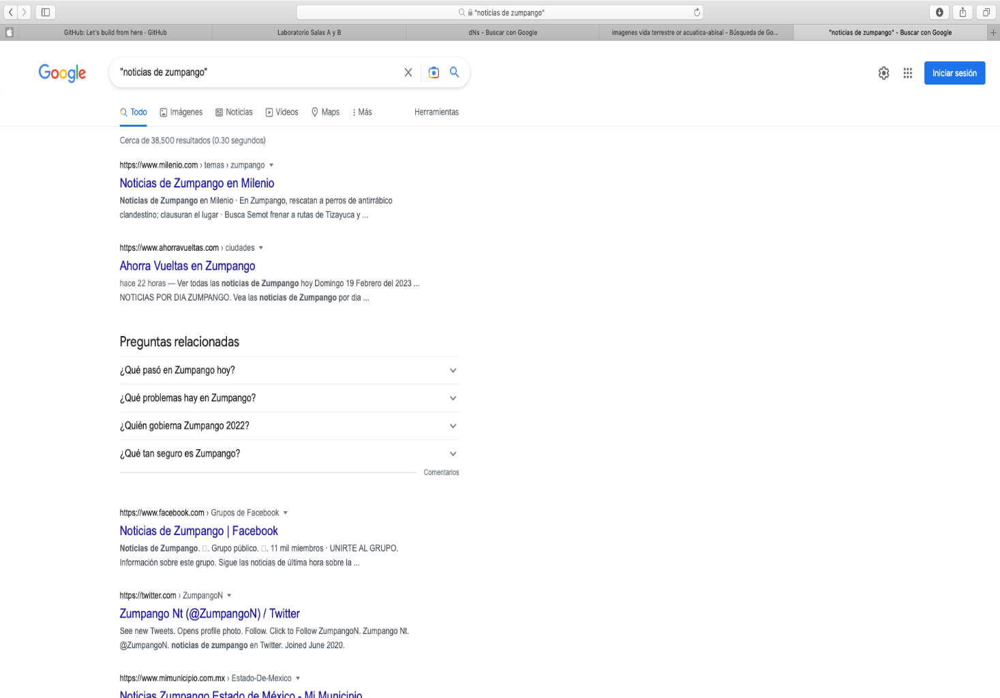 "noticias de zumpango"
GitHub: Let's build from here · GitHub
Laboratorio Salas A y B
dNs - Buscar con Google
imagenes vida terrestre or acuatica-abisal - Búsqueda de Go...
"noticias de zumpango" - Buscar con Google
Google
"noticias de zumpango"
Iniciar sesión
Todo
Imágenes
Noticias
Vídeos
Maps
Más
Herramientas
Cerca de 38,500 resultados (0.30 segundos)
https://www.milenio.com › temas › zumpango
Noticias de Zumpango en Milenio
Noticias de Zumpango en Milenio · En Zumpango, rescatan a perros de antirrábico
clandestino; clausuran el lugar · Busca Semot frenar a rutas de Tizayuca y ...
https://www.ahorravueltas.com › ciudades
Ahorra Vueltas en Zumpango
hace 22 horas — Ver todas las noticias de Zumpango hoy Domingo 19 Febrero del 2023 ...
NOTICIAS POR DIA ZUMPANGO. Vea las noticias de Zumpango por dia ...
Preguntas relacionadas
¿Qué pasó en Zumpango hoy?
¿Qué problemas hay en Zumpango?
¿Quién gobierna Zumpango 2022?
¿Qué tan seguro es Zumpango?
Comentarios
https://www.facebook.com › Grupos de Facebook
Noticias de Zumpango | Facebook
Noticias de Zumpango. □. Grupo público. □. 11 mil miembros · UNIRTE AL GRUPO.
Información sobre este grupo. Sigue las noticias de última hora sobre la ...
https://twitter.com › ZumpangoN
Zumpango Nt (@ZumpangoN) / Twitter
See new Tweets. Opens profile photo. Follow. Click to Follow ZumpangoN. Zumpango Nt.
@ZumpangoN. noticias de zumpango en Twitter. Joined June 2020.
https://www.mimunicipio.com.mx › Estado-De-Mexico
Noticias Zumpango Estado de México - Mi Municipio